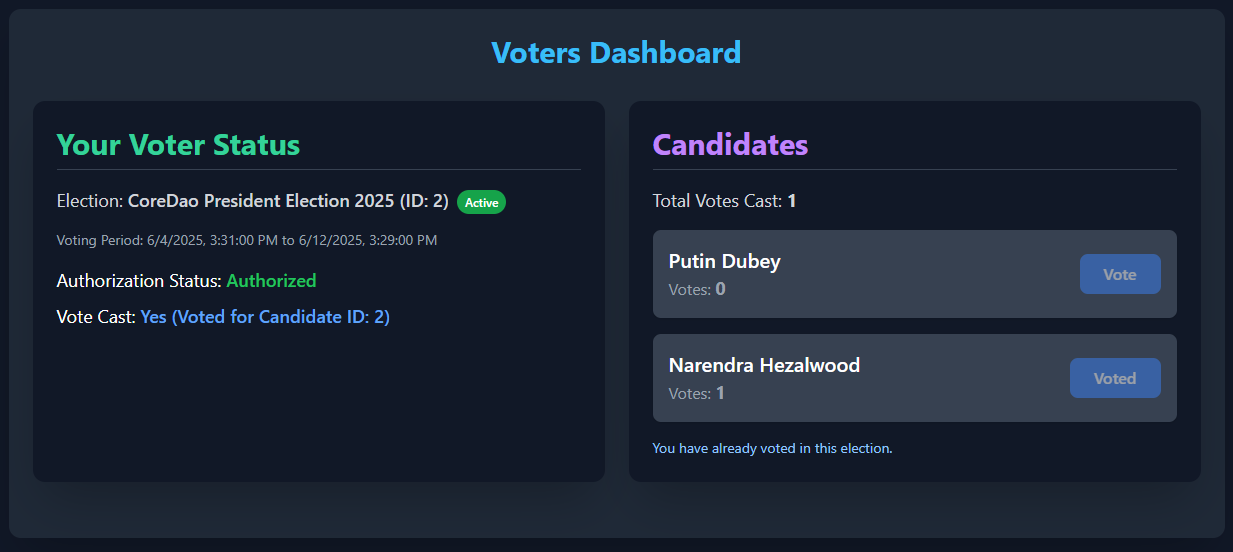 Voters Dashboard
Your Voter Status
Election: CoreDao President Election 2025 (ID: 2) Active
Voting Period: 6/4/2025, 3:31:00 PM to 6/12/2025, 3:29:00 PM
Authorization Status: Authorized
Vote Cast: Yes (Voted for Candidate ID: 2)
Candidates
Total Votes Cast: 1
Putin Dubey
Votes: 0
Vote
Narendra Hezalwood
Votes: 1
Voted
You have already voted in this election.